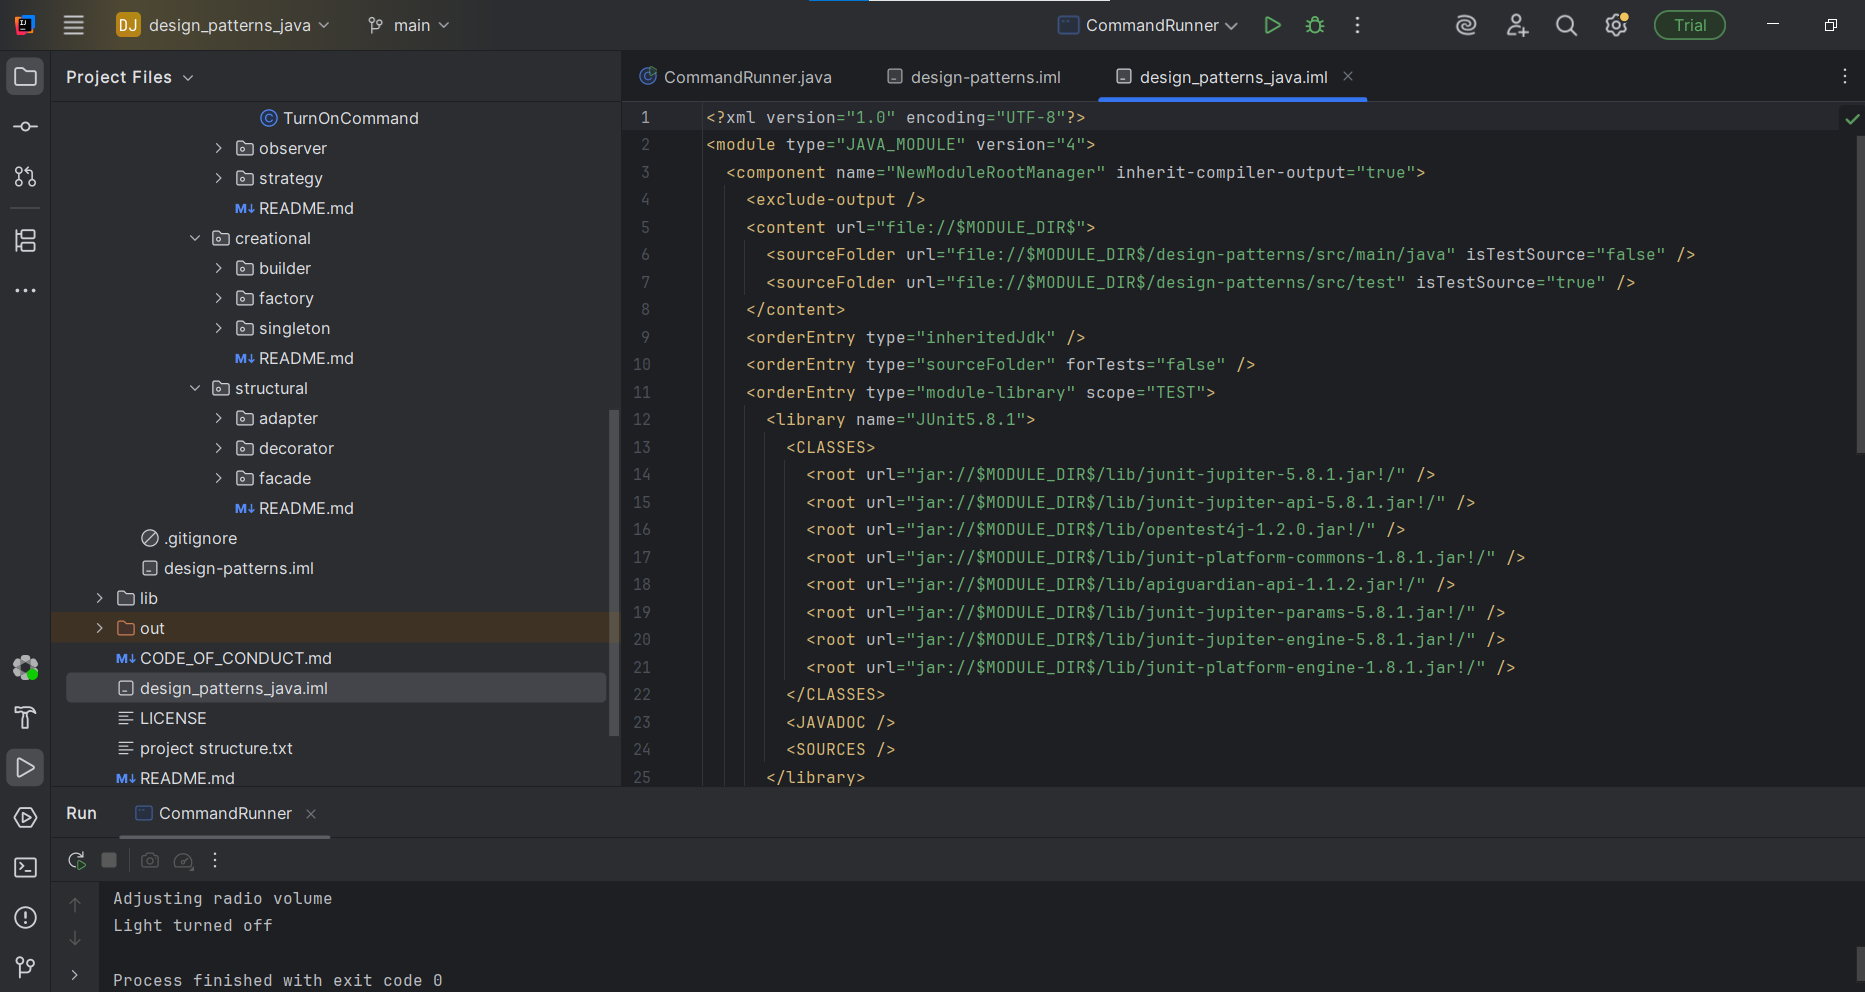 DJ design_patterns_java main CommandRunner Trial
Project Files
TurnOnCommand
observer
strategy
M↓ README.md
creational
builder
factory
singleton
M↓ README.md
structural
adapter
decorator
facade
M↓ README.md
.gitignore
design-patterns.iml
lib
out
M↓ CODE_OF_CONDUCT.md
design_patterns_java.iml
LICENSE
project structure.txt
M↓ README.md
CommandRunner.java design-patterns.iml design_patterns_java.iml
1 <?xml version="1.0" encoding="UTF-8"?>
2 <module type="JAVA_MODULE" version="4">
3 <component name="NewModuleRootManager" inherit-compiler-output="true">
4 <exclude-output />
5 <content url="file://$MODULE_DIR$">
6 <sourceFolder url="file://$MODULE_DIR$/design-patterns/src/main/java" isTestSource="false" />
7 <sourceFolder url="file://$MODULE_DIR$/design-patterns/src/test" isTestSource="true" />
8 </content>
9 <orderEntry type="inheritedJdk" />
10 <orderEntry type="sourceFolder" forTests="false" />
11 <orderEntry type="module-library" scope="TEST">
12 <library name="JUnit5.8.1">
13 <CLASSES>
14 <root url="jar://$MODULE_DIR$/lib/junit-jupiter-5.8.1.jar!/" />
15 <root url="jar://$MODULE_DIR$/lib/junit-jupiter-api-5.8.1.jar!/" />
16 <root url="jar://$MODULE_DIR$/lib/opentest4j-1.2.0.jar!/" />
17 <root url="jar://$MODULE_DIR$/lib/junit-platform-commons-1.8.1.jar!/" />
18 <root url="jar://$MODULE_DIR$/lib/apiguardian-api-1.1.2.jar!/" />
19 <root url="jar://$MODULE_DIR$/lib/junit-jupiter-params-5.8.1.jar!/" />
20 <root url="jar://$MODULE_DIR$/lib/junit-jupiter-engine-5.8.1.jar!/" />
21 <root url="jar://$MODULE_DIR$/lib/junit-platform-engine-1.8.1.jar!/" />
22 </CLASSES>
23 <JAVADOC />
24 <SOURCES />
25 </library>
Run CommandRunner
Adjusting radio volume
Light turned off
Process finished with exit code 0